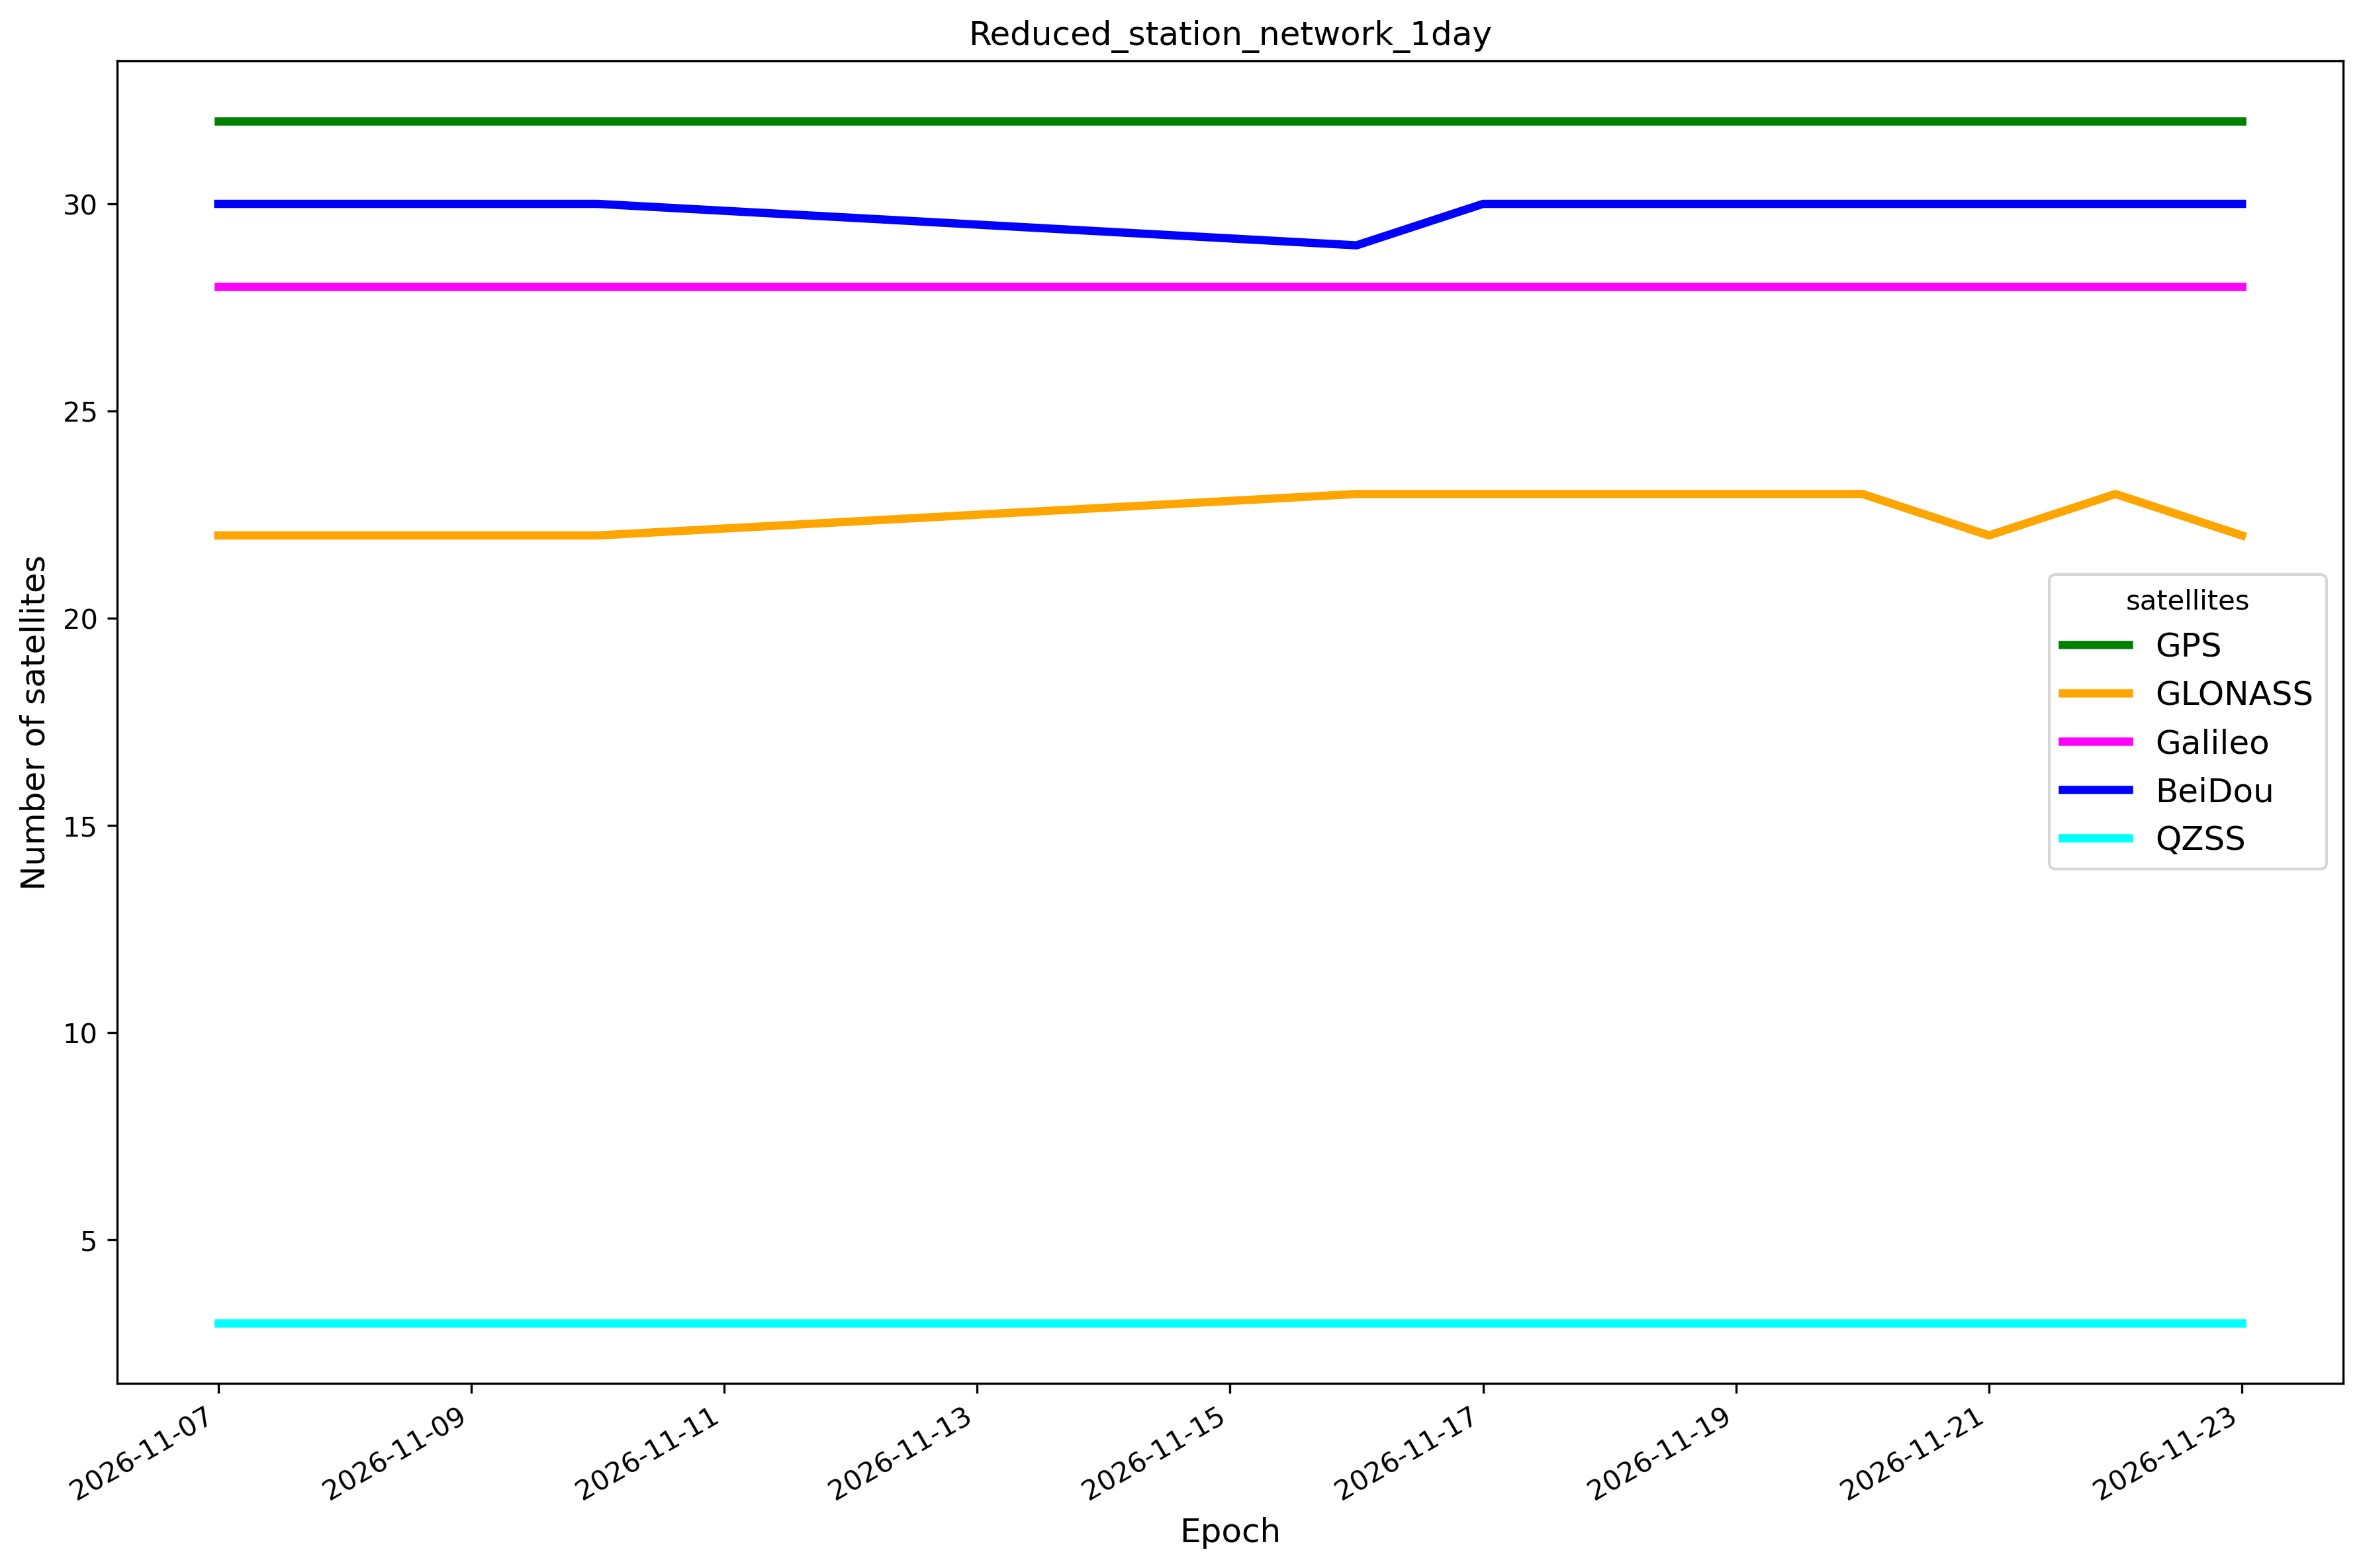 Reduced_station_network_1day
Number of satellites
30
25
20
15
10
5
satellites
GPS
GLONASS
Galileo
BeiDou
QZSS
2026-11-07
2026-11-09
2026-11-11
2026-11-13
2026-11-15
2026-11-17
2026-11-19
2026-11-21
2026-11-23
Epoch